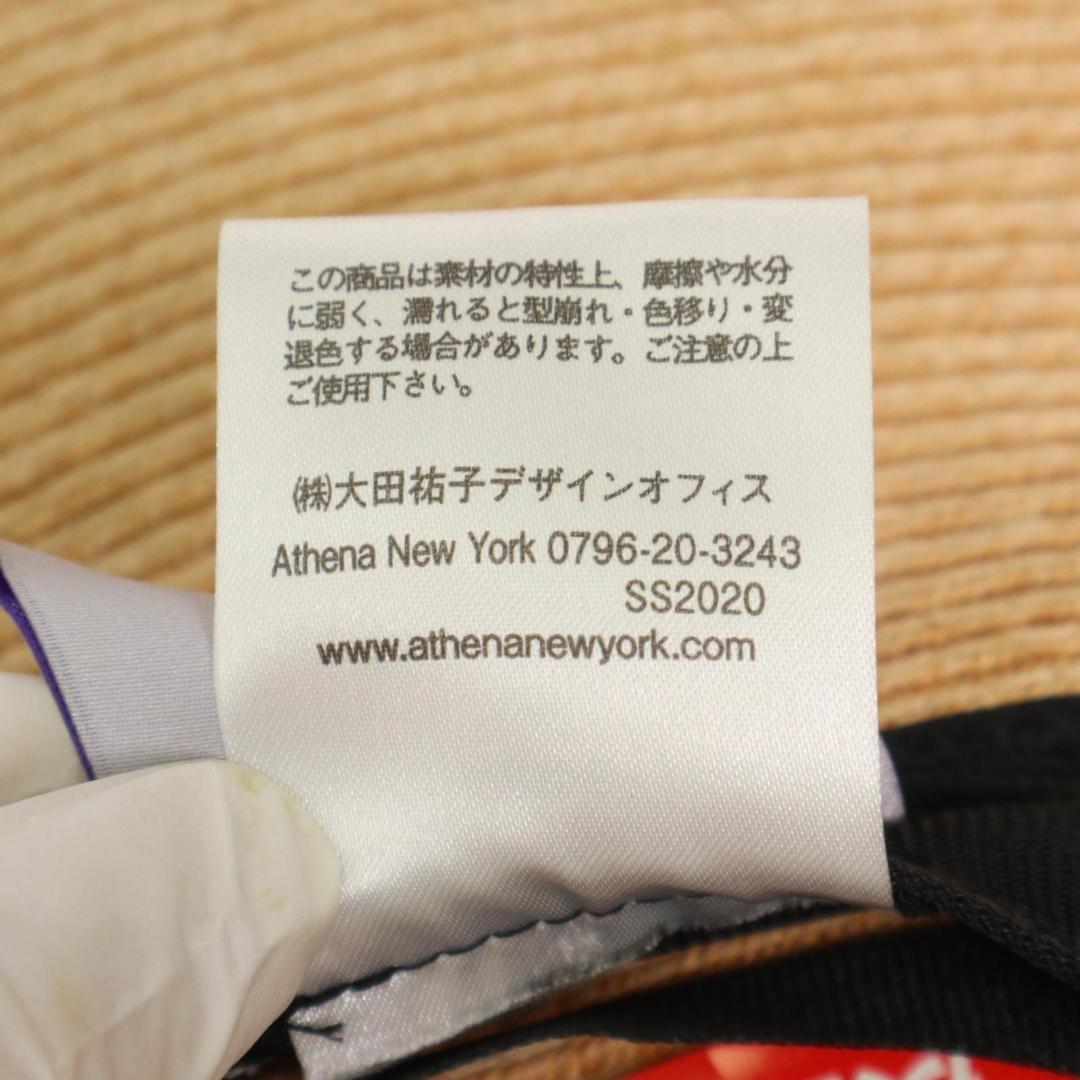 この商品は素材の特性上、摩擦や水分
に弱く、濡れると型崩れ・色移り・変
退色する場合があります。ご注意の上
ご使用下さい。
㈱大田祐子デザインオフィス
Athena New York 0796-20-3243
SS2020
www.athenanewyork.com